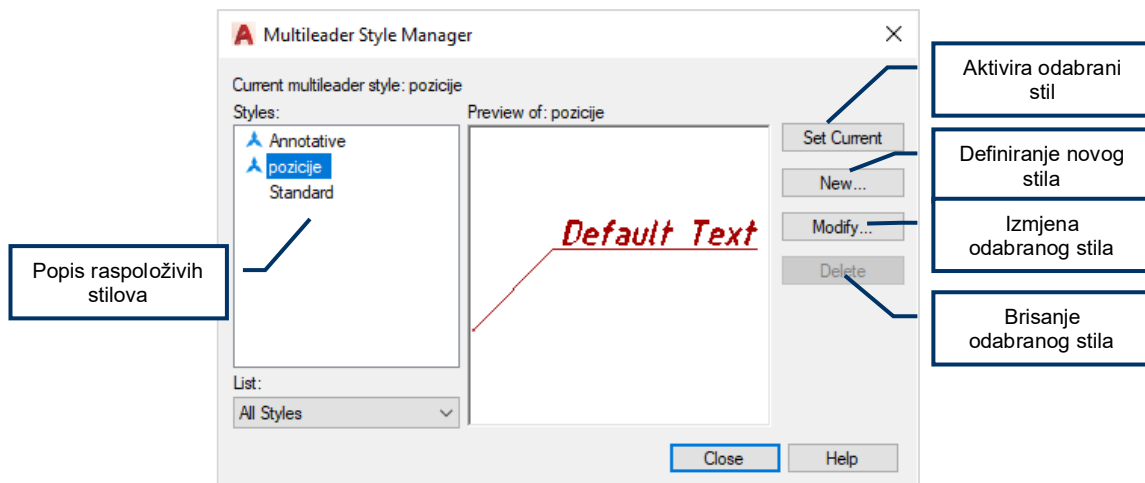 Multileader Style Manager
Current multileader style: pozicije
Styles:
Preview of: pozicije
Annotative
pozicije
Standard
Default Text
Set Current
New...
Modify...
Delete
List:
All Styles
Close
Help
Popis raspoloživih
stilova
Aktivira odabrani
stil
Definiranje novog
stila
Izmjena
odabranog stila
Brisanje
odabranog stila